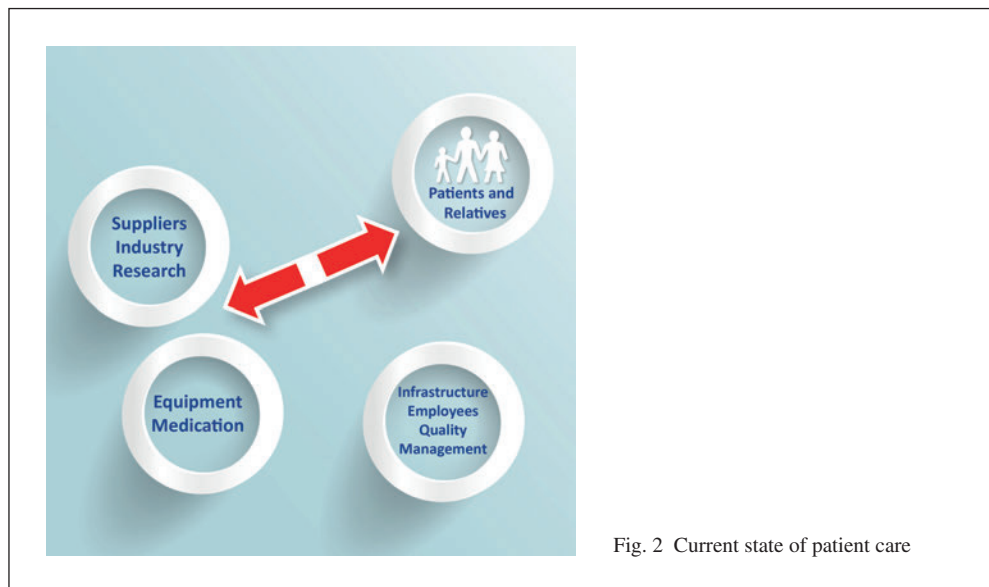 Patients and
Relatives
Suppliers
Industry
Research
Equipment
Medication
Infrastructure
Employees
Quality
Management
Fig. 2 Current state of patient care